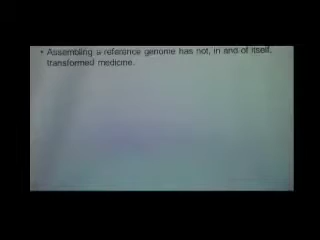 • Assembling a reference genome has not, in and of itself,
transformed medicine.